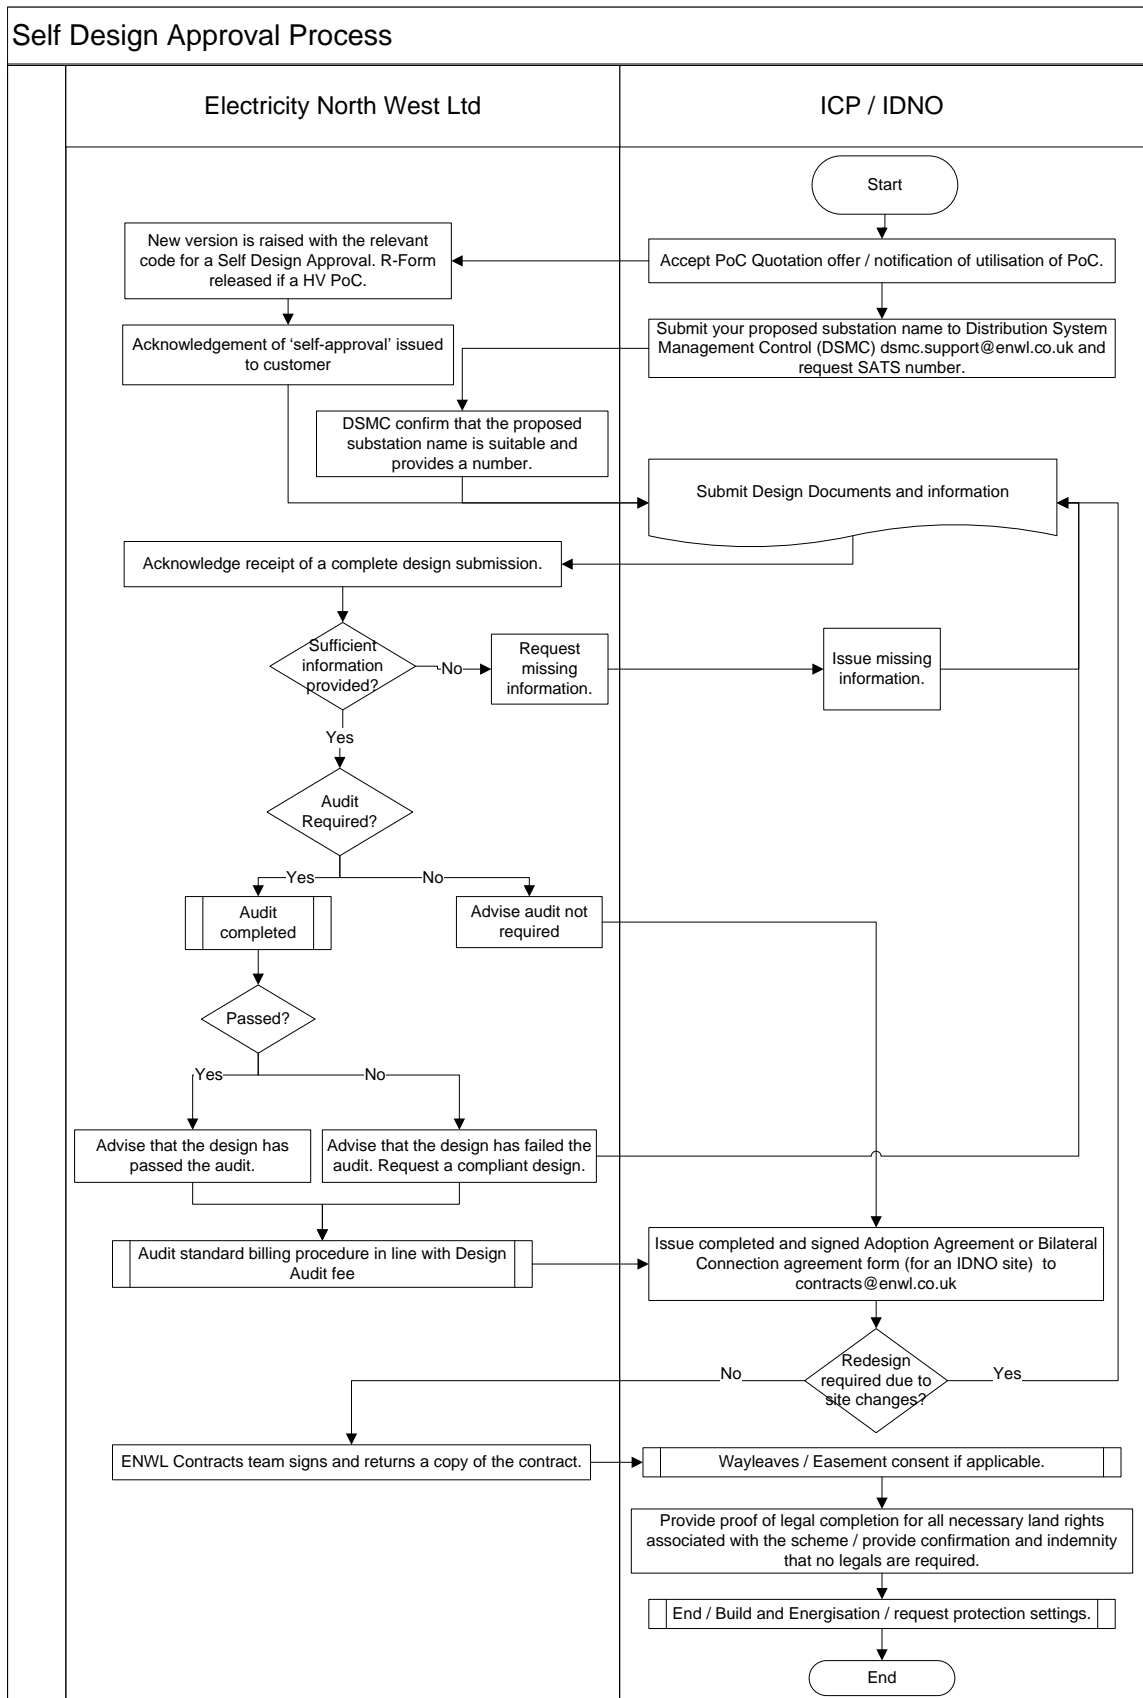 Self Design Approval Process
Electricity North West Ltd
ICP / IDNO
Start
New version is raised with the relevant
code for a Self Design Approval. R-Form
released if a HV PoC.
Accept PoC Quotation offer / notification of utilisation of PoC.
Acknowledgement of ‘self-approval’ issued
to customer
Submit your proposed substation name to Distribution System
Management Control (DSMC) dsmc.support@enwl.co.uk and
request SATS number.
DSMC confirm that the proposed
substation name is suitable and
provides a number.
Submit Design Documents and information
Acknowledge receipt of a complete design submission.
Sufficient
information
provided?
No
Request
missing
information.
Issue missing
information.
Yes
Audit
Required?
Yes
No
Audit
completed
Advise audit not
required
Passed?
Yes
No
Advise that the design has
passed the audit.
Advise that the design has failed the
audit. Request a compliant design.
Audit standard billing procedure in line with Design
Audit fee
Issue completed and signed Adoption Agreement or Bilateral
Connection agreement form (for an IDNO site) to
contracts@enwl.co.uk
Redesign
required due to
site changes?
No
Yes
ENWL Contracts team signs and returns a copy of the contract.
Wayleaves / Easement consent if applicable.
Provide proof of legal completion for all necessary land rights
associated with the scheme / provide confirmation and indemnity
that no legals are required.
End / Build and Energisation / request protection settings.
End